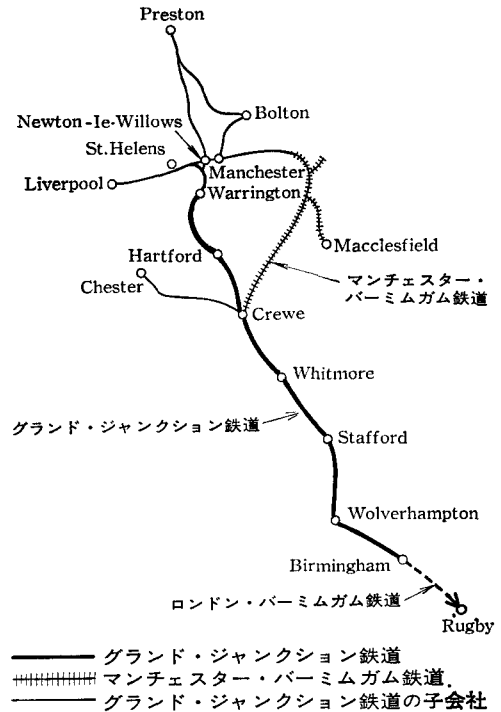 Preston
Bolton
Newton-Ie-Willows
St.Helens
Manchester
Liverpool
Warrington
Macclesfield
Hartford
Chester
マンチェスター・
バーミムガム鉄道
Crewe
Whitmore
グランド・ジャンクション鉄道
Stafford
Wolverhampton
Birmingham
ロンドン・バーミムガム鉄道
Rugby
グランド・ジャンクション鉄道
マンチェスター・バーミムガム鉄道.
グランド・ジャンクション鉄道の子会社